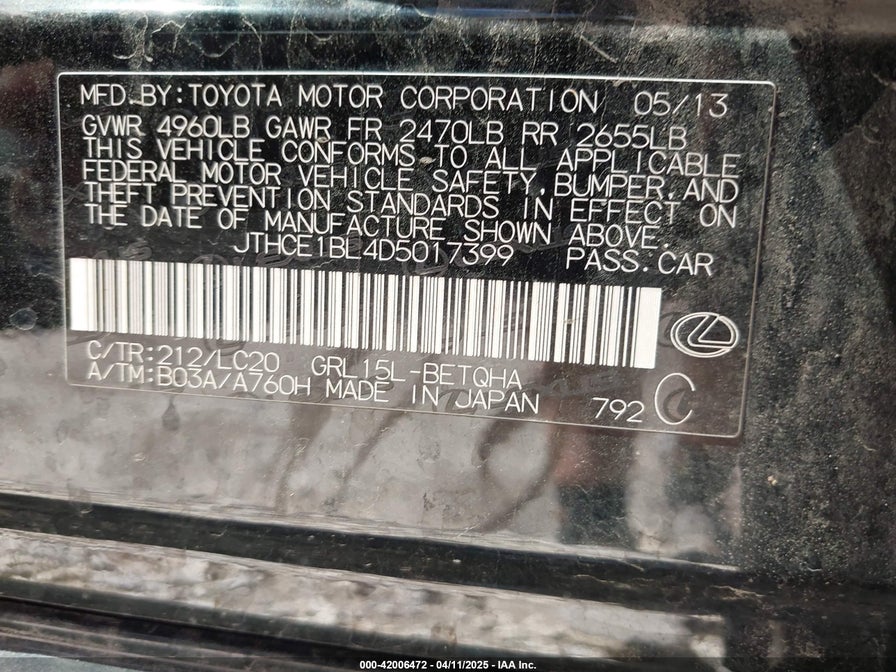 MFD.BY:TOYOTA MOTOR CORPORATION 05/13
GVWR 4960LB GAWR FR 2470LB RR 2655LB
THIS VEHICLE CONFORMS TO ALL APPLICABLE
FEDERAL MOTOR VEHICLE SAFETY,BUMPER,AND
THEFT PREVENTION STANDARDS IN EFFECT ON
THE DATE OF MANUFACTURE SHOWN ABOVE.
JTHCE1BL4D5017399 PASS.CAR
C/TR:212/LC20 GRL15L-BETQHA
A/TM:B03A/A760H MADE IN JAPAN 792 C
000-42006472 — 04/11/2025 — IAA Inc.